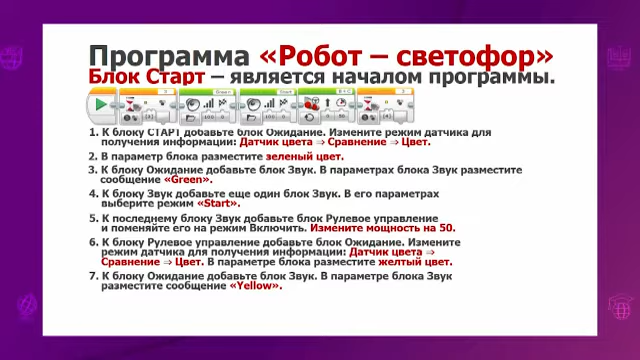 Программа «Робот – светофор»
Блок Старт – является началом программы.
1. К блоку СТАРТ добавьте блок Ожидание. Измените режим датчика для
получения информации: Датчик цвета ⇒ Сравнение ⇒ Цвет.
2. В параметр блока разместите зеленый цвет.
3. К блоку Ожидание добавьте блок Звук. В параметрах блока Звук разместите
сообщение «Green».
4. К блоку Звук добавьте еще один блок Звук. В его параметрах
выберите режим «Start».
5. К последнему блоку Звук добавьте блок Рулевое управление
и поменяйте его на режим Включить. Измените мощность на 50.
6. К блоку Рулевое управление добавьте блок Ожидание. Измените
режим датчика для получения информации: Датчик цвета ⇒
Сравнение ⇒ Цвет. В параметре блока разместите желтый цвет.
7. К блоку Ожидание добавьте блок Звук. В параметре блока Звук
разместите сообщение «Yellow».